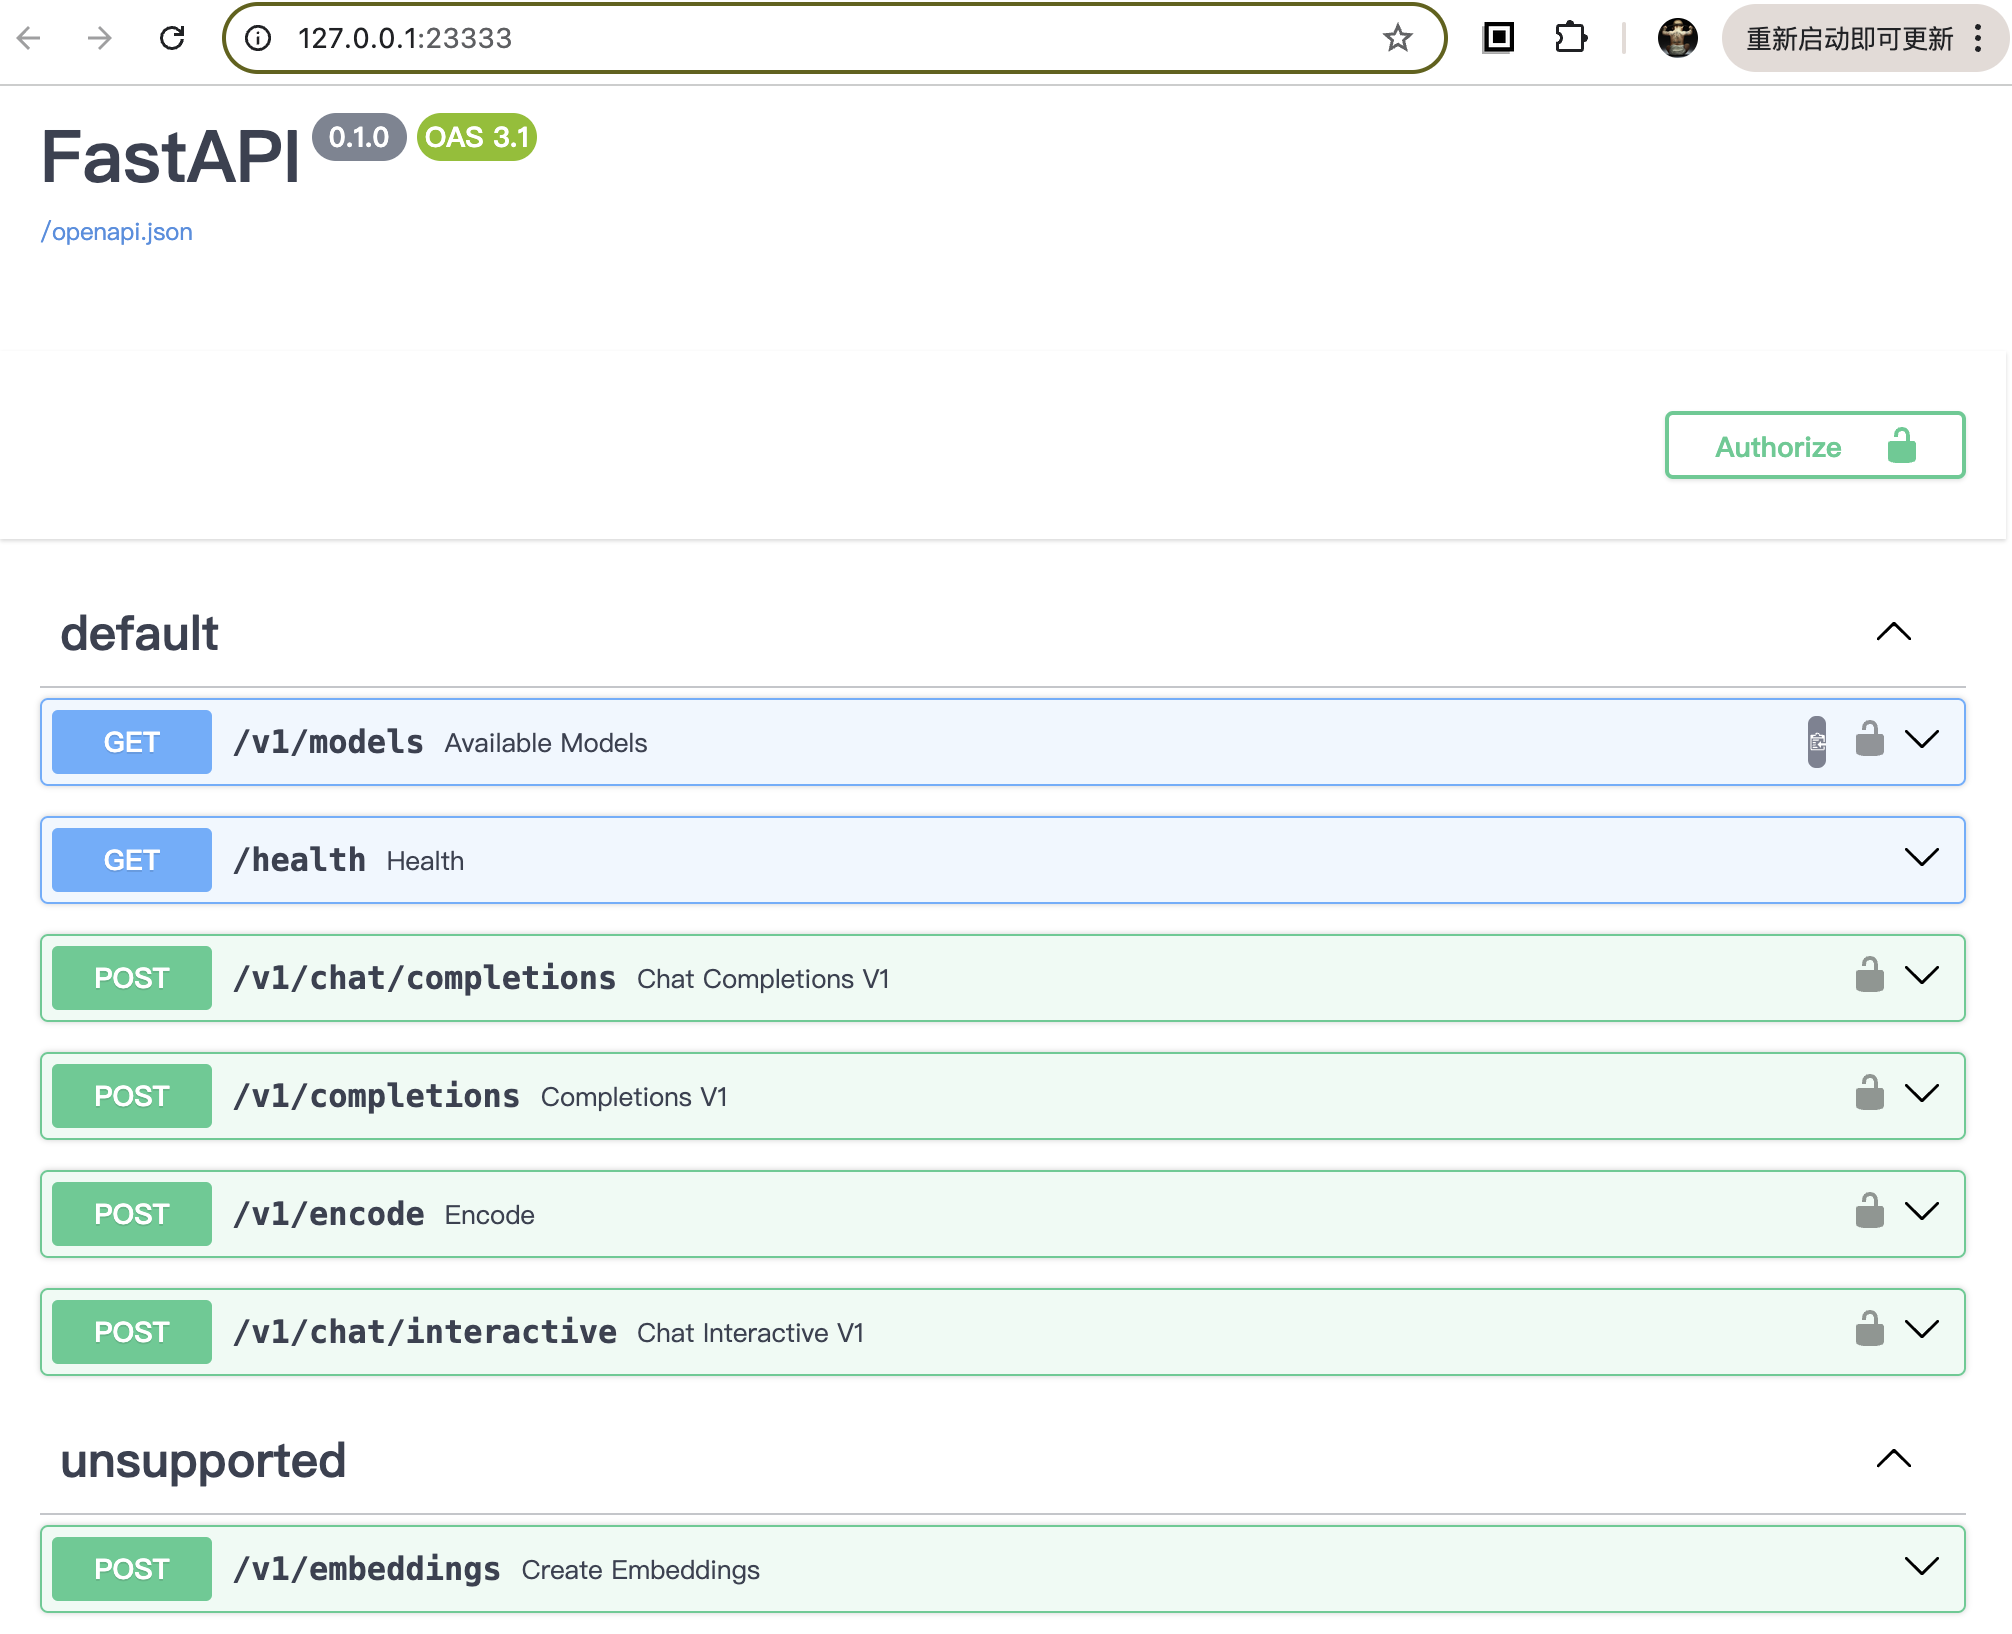 127.0.0.1:23333
重新启动即可更新
FastAPI 0.1.0 OAS 3.1
/openapi.json
Authorize
default
GET /v1/models Available Models
GET /health Health
POST /v1/chat/completions Chat Completions V1
POST /v1/completions Completions V1
POST /v1/encode Encode
POST /v1/chat/interactive Chat Interactive V1
unsupported
POST /v1/embeddings Create Embeddings